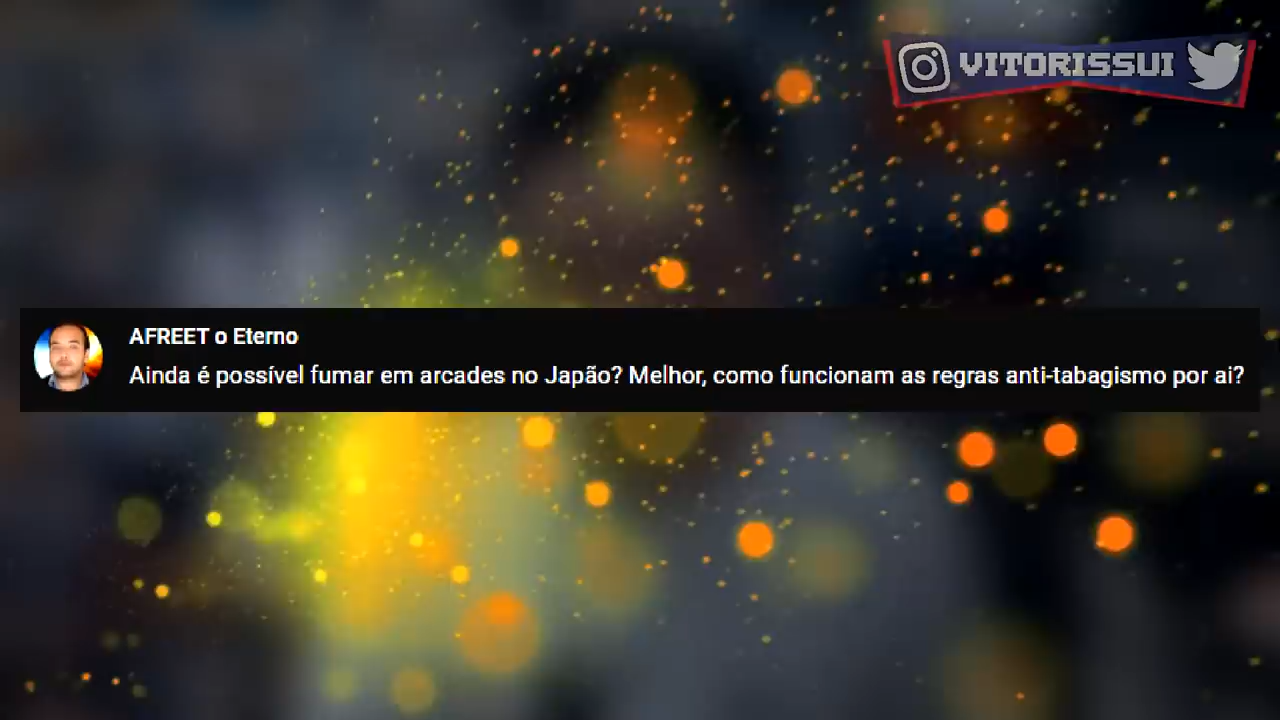 VITORISSUI
AFREET o Eterno
Ainda é possível fumar em arcades no Japão? Melhor, como funcionam as regras anti-tabagismo por ai?